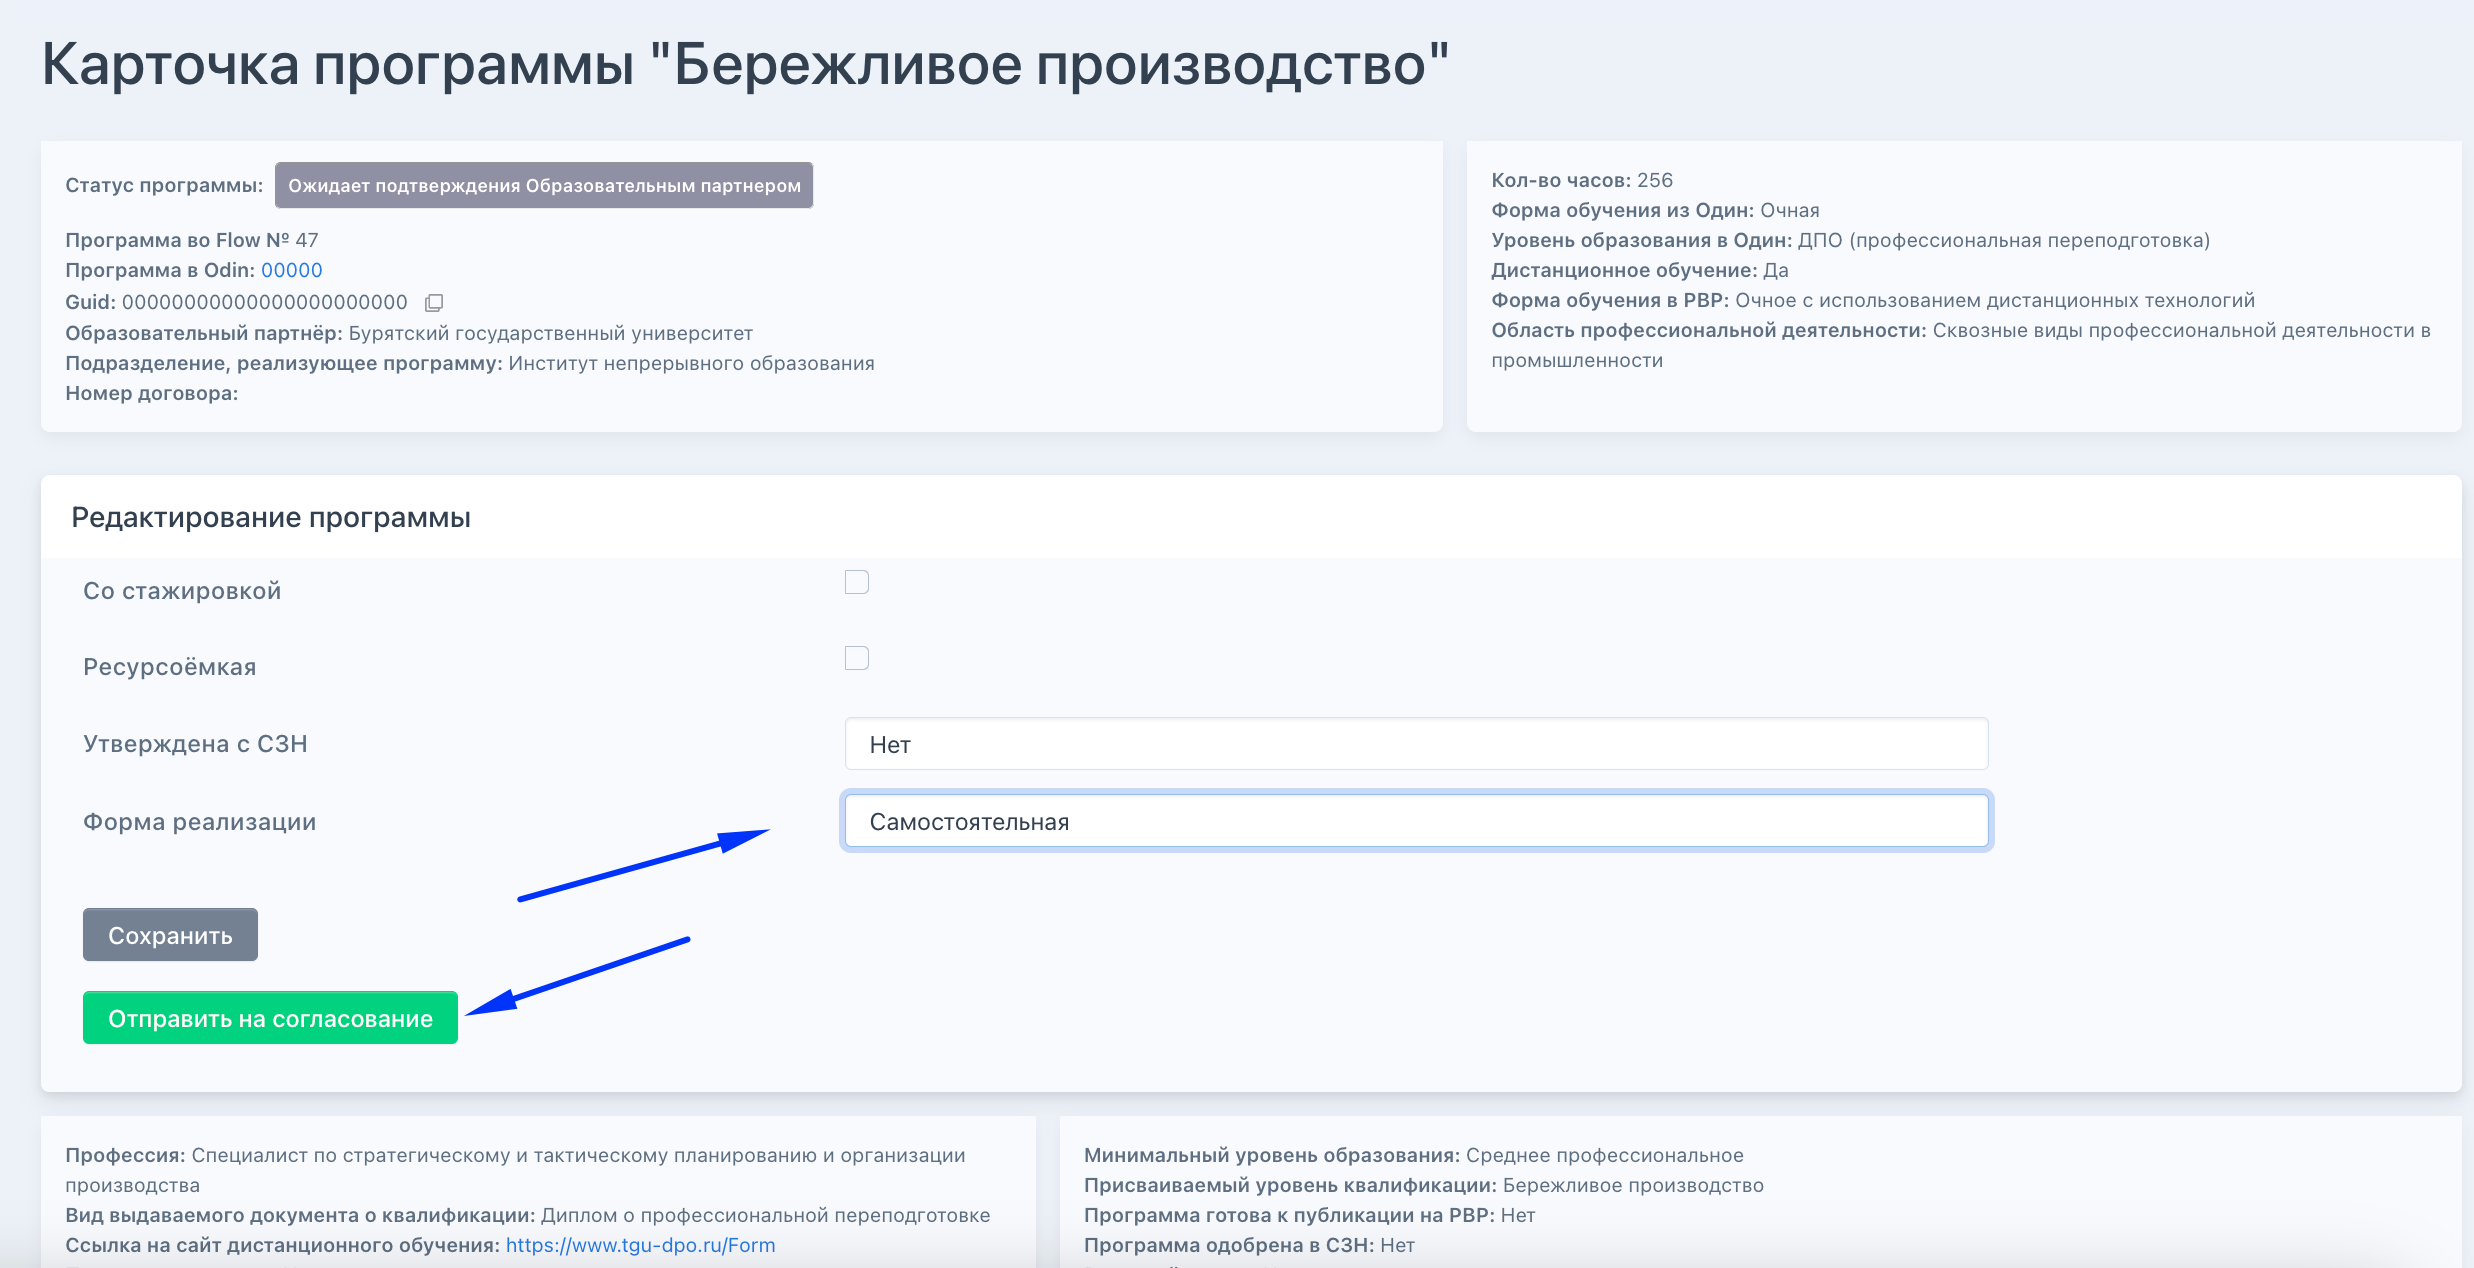 Карточка программы "Бережливое производство"
Статус программы: Ожидает подтверждения Образовательным партнером
Программа во Flow № 47
Программа в Odin: 00000
Guid: 00000000000000000000000
Образовательный партнёр: Бурятский государственный университет
Подразделение, реализующее программу: Институт непрерывного образования
Номер договора:
Кол-во часов: 256
Форма обучения из Один: Очная
Уровень образования в Один: ДПО (профессиональная переподготовка)
Дистанционное обучение: Да
Форма обучения в РВР: Очное с использованием дистанционных технологий
Область профессиональной деятельности: Сквозные виды профессиональной деятельности в
промышленности
Редактирование программы
Со стажировкой
Ресурсоёмкая
Утверждена с СЗН
Нет
Форма реализации
Самостоятельная
Сохранить
Отправить на согласование
Профессия: Специалист по стратегическому и тактическому планированию и организации
производства
Вид выдаваемого документа о квалификации: Диплом о профессиональной переподготовке
Ссылка на сайт дистанционного обучения: https://www.tgu-dpo.ru/Form
Минимальный уровень образования: Среднее профессиональное
Присваиваемый уровень квалификации: Бережливое производство
Программа готова к публикации на РВР: Нет
Программа одобрена в СЗН: Нет